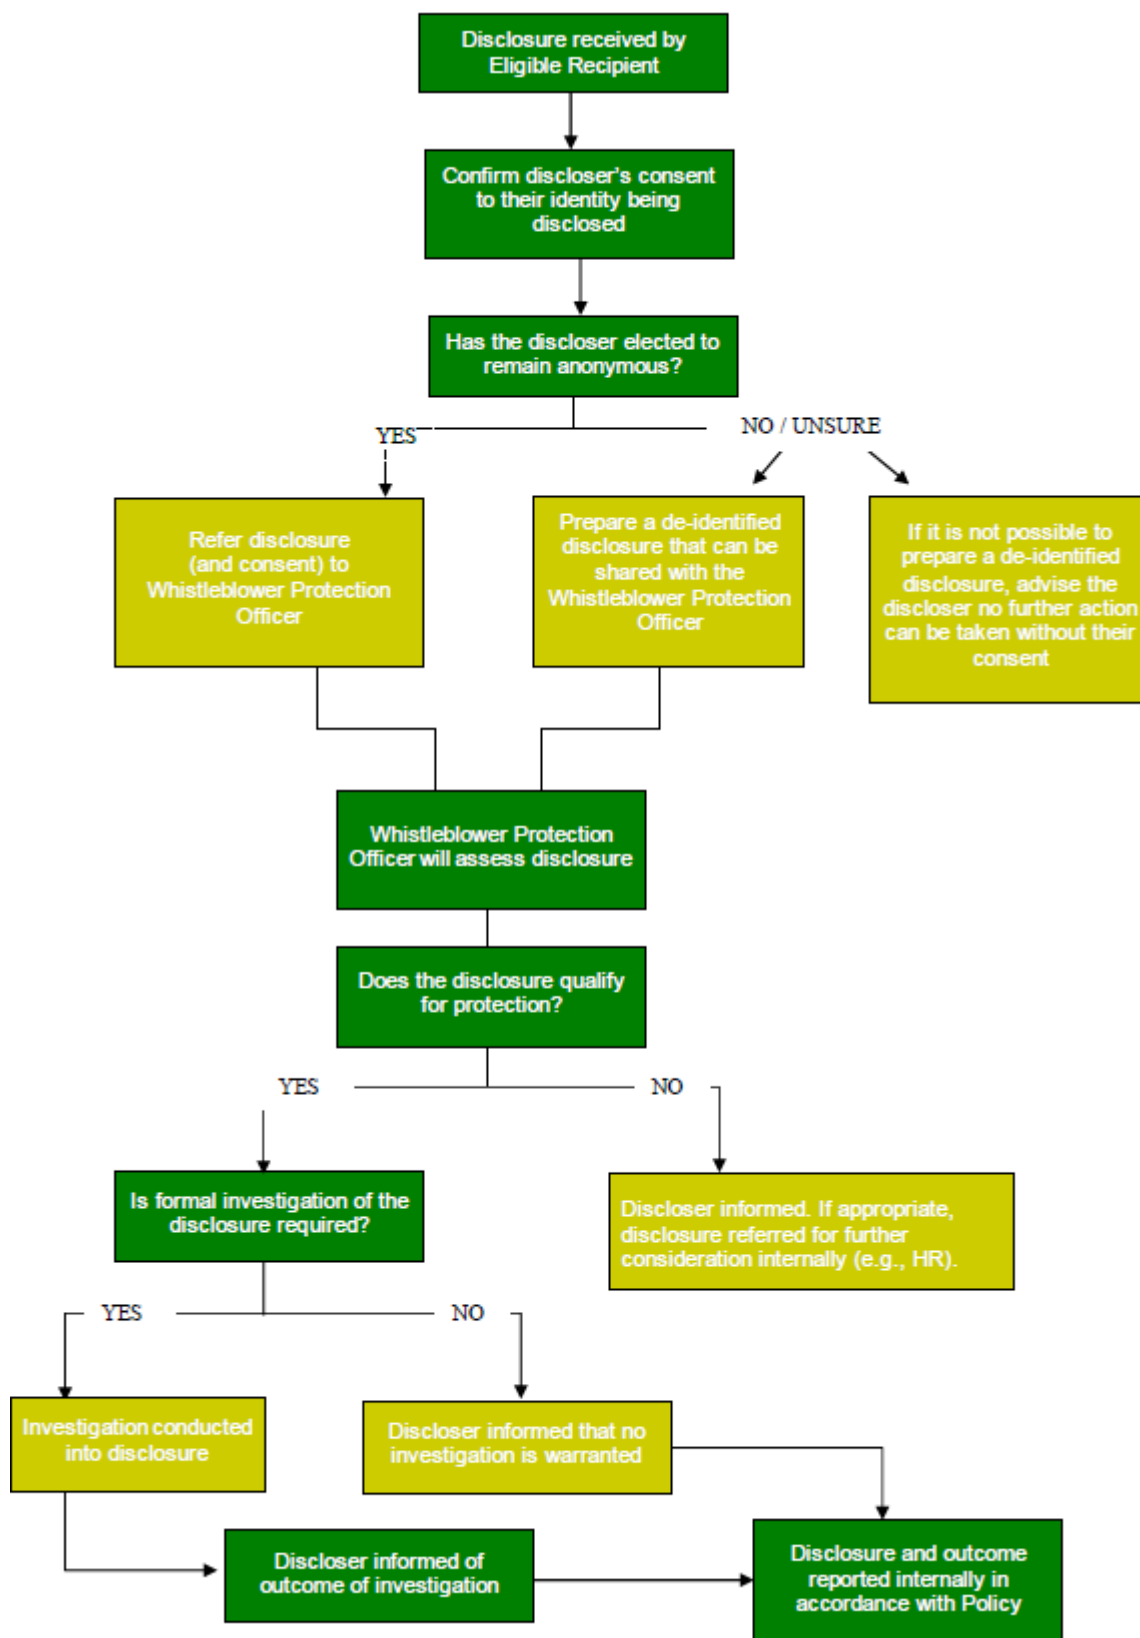 Disclosure received by
Eligible Recipient
Confirm discloser's consent
to their identity being
disclosed
Has the discloser elected to
remain anonymous?
YES
NO / UNSURE
Refer disclosure
(and consent) to
Whistleblower Protection
Officer
Prepare a de-identified
disclosure that can be
shared with the
Whistleblower Protection
Officer
If it is not possible to
prepare a de-identified
disclosure, advise the
discloser no further action
can be taken without their
consent
Whistleblower Protection
Officer will assess disclosure
Does the disclosure qualify
for protection?
YES
NO
Is formal investigation of the
disclosure required?
Discloser informed. If appropriate,
disclosure referred for further
consideration internally (e.g., HR).
YES
NO
Investigation conducted
into disclosure
Discloser informed that no
investigation is warranted
Discloser informed of
outcome of investigation
Disclosure and outcome
reported internally in
accordance with Policy